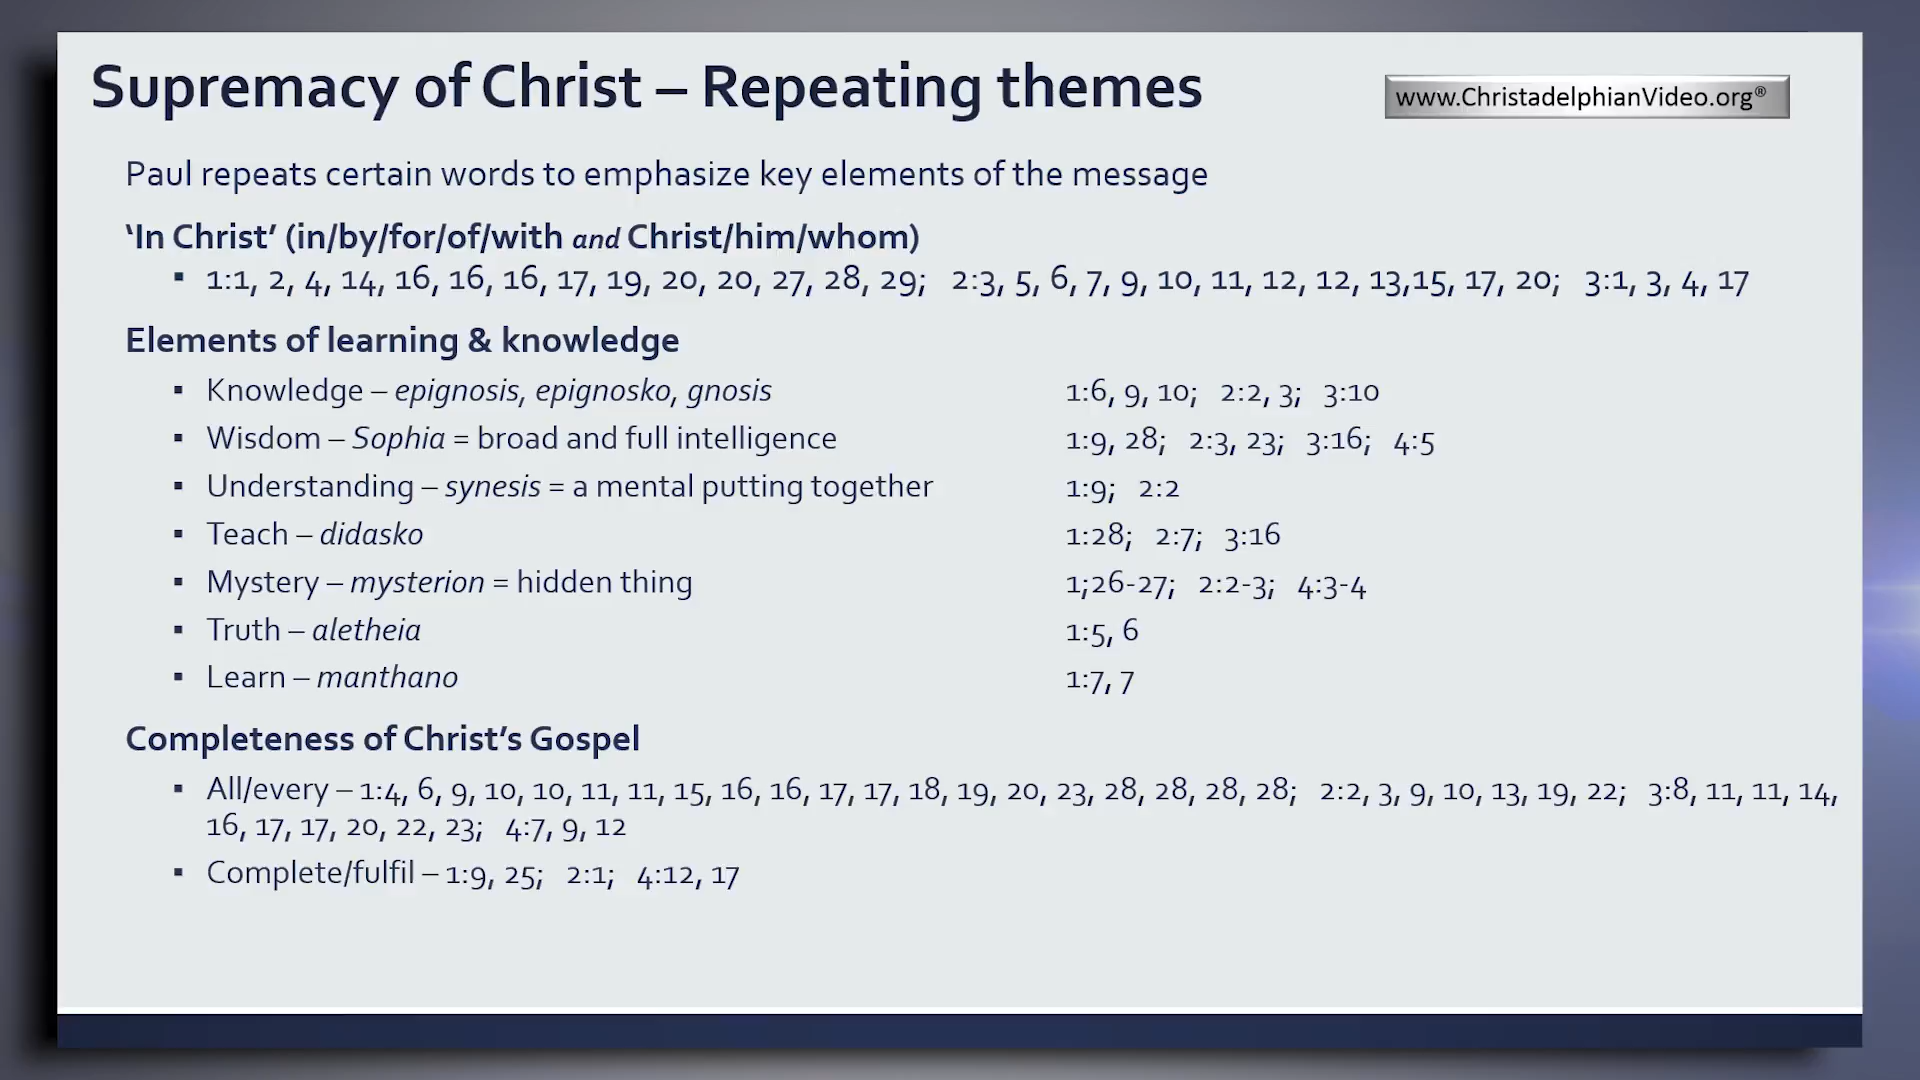 Supremacy of Christ – Repeating themes
www.ChristadelphianVideo.org®
Paul repeats certain words to emphasize key elements of the message
‘In Christ’ (in/by/for/of/with and Christ/him/whom)
▪ 1:1, 2, 4, 14, 16, 16, 16, 17, 19, 20, 20, 27, 28, 29; 2:3, 5, 6, 7, 9, 10, 11, 12, 12, 13,15, 17, 20; 3:1, 3, 4, 17
Elements of learning & knowledge
▪ Knowledge – epignosis, epignosko, gnosis 1:6, 9, 10; 2:2, 3; 3:10
▪ Wisdom – Sophia = broad and full intelligence 1:9, 28; 2:3, 23; 3:16; 4:5
▪ Understanding – synesis = a mental putting together 1:9; 2:2
▪ Teach – didasko 1:28; 2:7; 3:16
▪ Mystery – mysterion = hidden thing 1;26-27; 2:2-3; 4:3-4
▪ Truth – aletheia 1:5, 6
▪ Learn – manthano 1:7, 7
Completeness of Christ’s Gospel
▪ All/every – 1:4, 6, 9, 10, 10, 11, 11, 15, 16, 16, 17, 17, 18, 19, 20, 23, 28, 28, 28, 28; 2:2, 3, 9, 10, 13, 19, 22; 3:8, 11, 11, 14,
16, 17, 17, 20, 22, 23; 4:7, 9, 12
▪ Complete/fulfil – 1:9, 25; 2:1; 4:12, 17